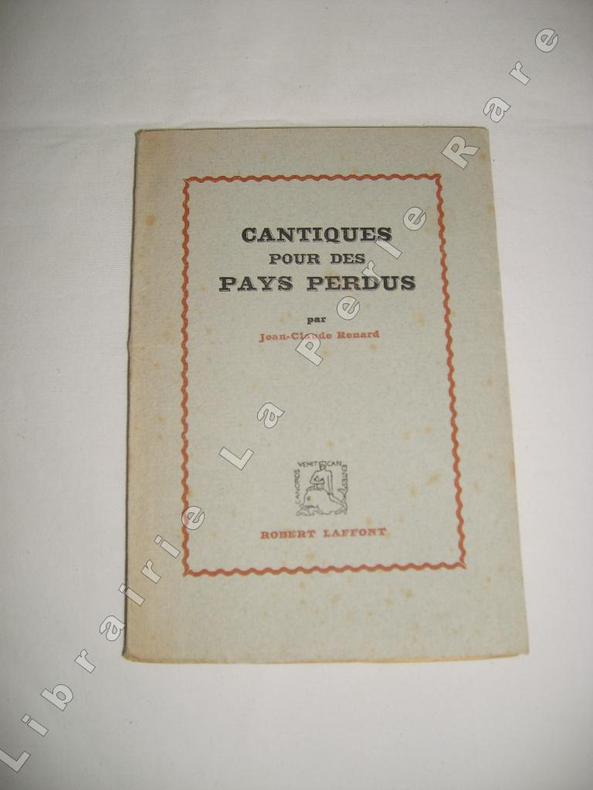 CANTIQUES
POUR DES
PAYS PERDUS
par
Jean-Claude Renard
ROBERT LAFFONT
Librairie La Perle Rare